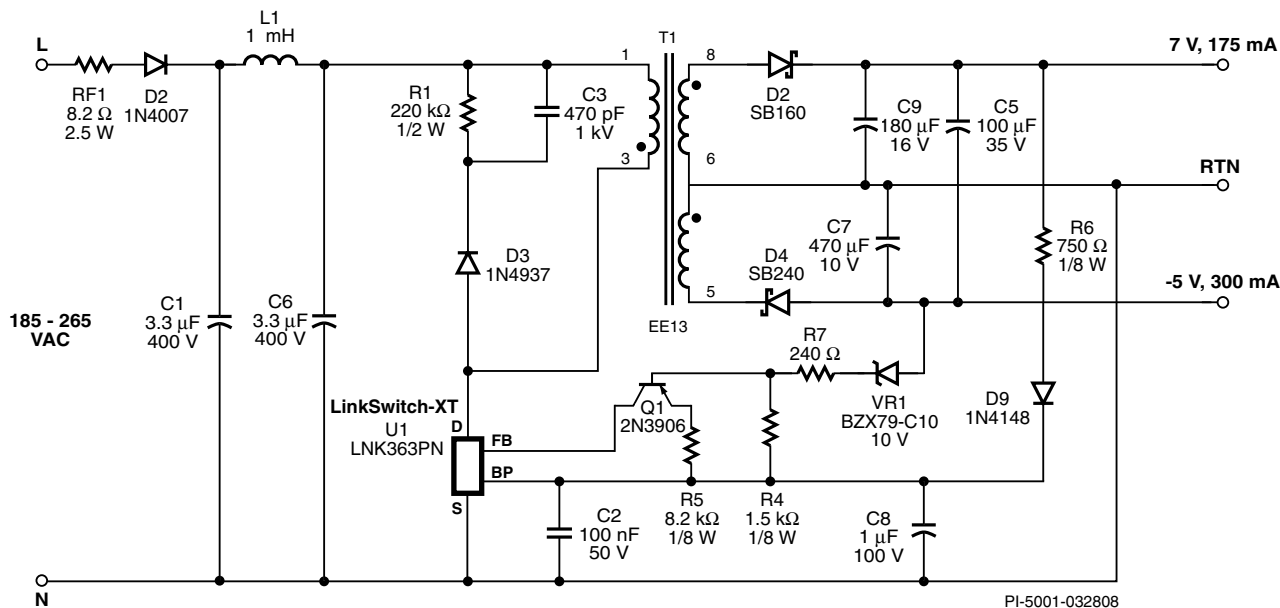 L
RF1
8.2 Ω
2.5 W
D2
1N4007
L1
1 mH
C1
3.3 µF
400 V
C6
3.3 µF
400 V
185 - 265
VAC
N
R1
220 kΩ
1/2 W
C3
470 pF
1 kV
D3
1N4937
T1
1
3
8
6
5
EE13
D2
SB160
C9
180 µF
16 V
C5
100 µF
35 V
7 V, 175 mA
RTN
C7
470 µF
10 V
D4
SB240
R6
750 Ω
1/8 W
-5 V, 300 mA
R7
240 Ω
VR1
BZX79-C10
10 V
D9
1N4148
LinkSwitch-XT
U1
LNK363PN
D
FB
BP
S
Q1
2N3906
C2
100 nF
50 V
R5
8.2 kΩ
1/8 W
R4
1.5 kΩ
1/8 W
C8
1 µF
100 V
PI-5001-032808